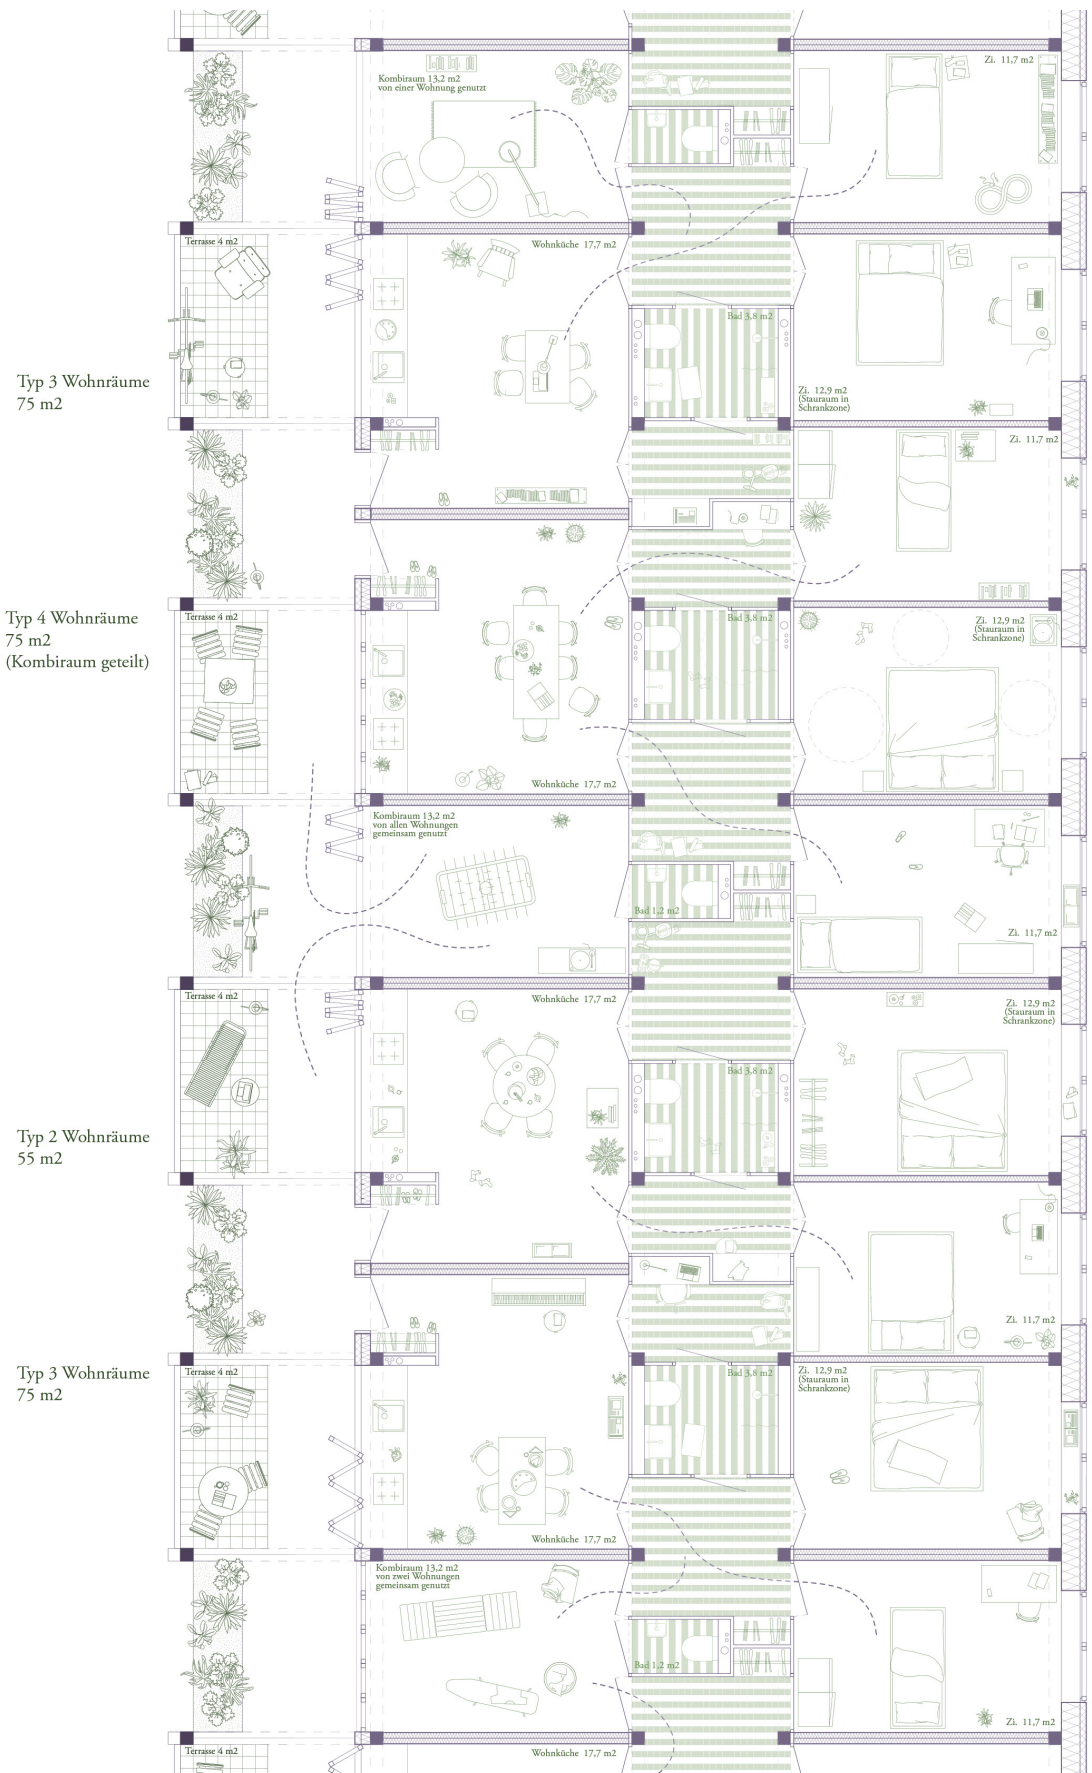 Kombiraum 13,2 m2
von einer Wohnung genutzt
Zi. 11,7 m2
Terrasse 4 m2
Wohnküche 17,7 m2
Bad 3,8 m2
Typ 3 Wohnräume
75 m2
Zi. 12,9 m2
(Stauraum in
Schrankzone)
Zi. 11,7 m2
Typ 4 Wohnräume
75 m2
(Kombiraum geteilt)
Terrasse 4 m2
Bad 3,8 m2
Zi. 12,9 m2
(Stauraum in
Schrankzone)
Wohnküche 17,7 m2
Kombiraum 13,2 m2
von allen Wohnungen
gemeinsam genutzt
Bad 1,2 m2
Zi. 11,7 m2
Terrasse 4 m2
Wohnküche 17,7 m2
Zi. 12,9 m2
(Stauraum in
Schrankzone)
Bad 3,8 m2
Typ 2 Wohnräume
55 m2
Zi. 11,7 m2
Typ 3 Wohnräume
75 m2
Terrasse 4 m2
Bad 3,8 m2
Zi. 12,9 m2
(Stauraum in
Schrankzone)
Wohnküche 17,7 m2
Kombiraum 13,2 m2
von zwei Wohnungen
gemeinsam genutzt
Bad 1,2 m2
Zi. 11,7 m2
Terrasse 4 m2
Wohnküche 17,7 m2